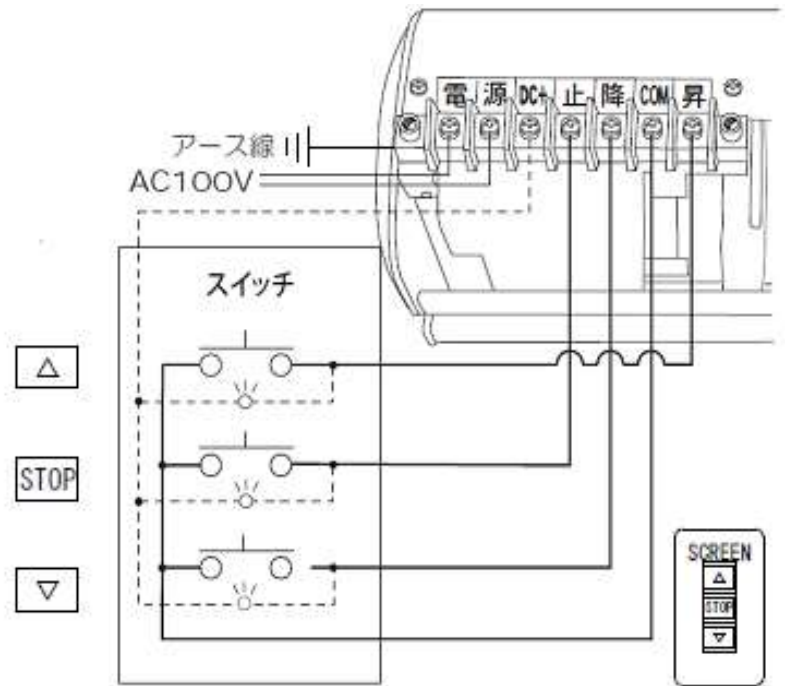 電 源 DC+ 止 降 COM 昇
アース線
AC100V
スイッチ
△
STOP
▽
SCREEN
△
STOP
▽